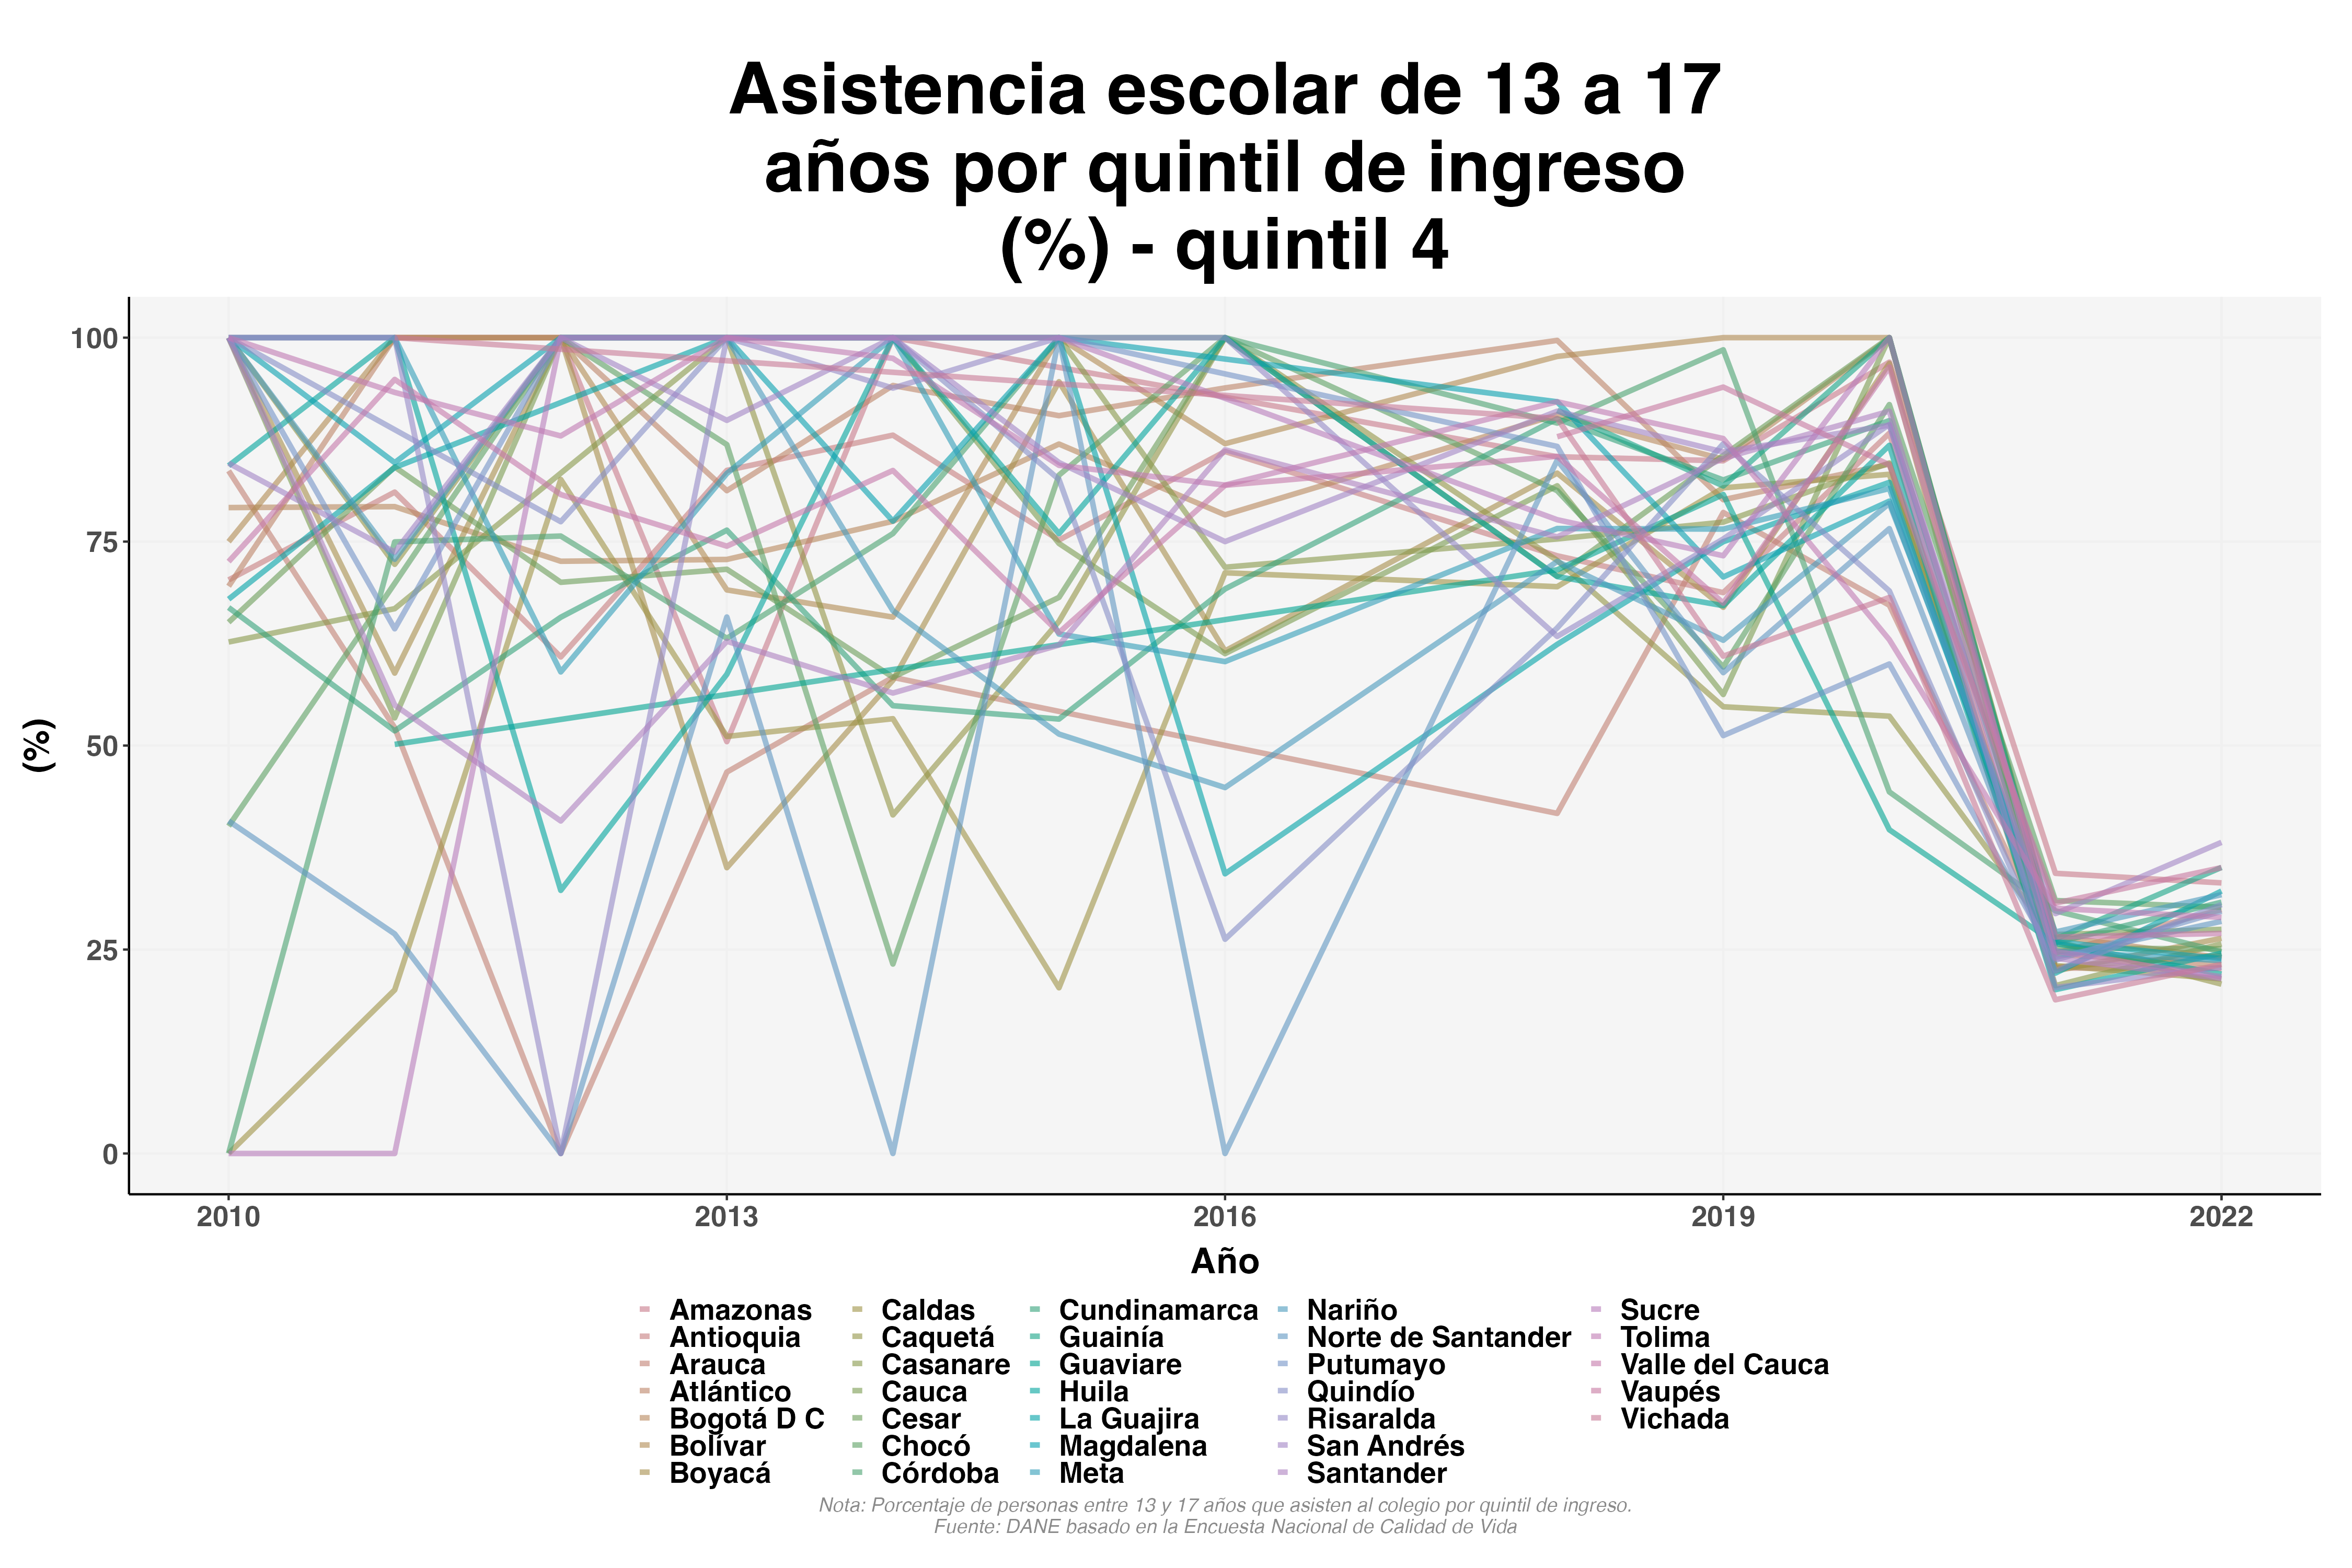 Asistencia escolar de 13 a 17
años por quintil de ingreso
(%) - quintil 4
(%)
100
75
50
25
0
2010 2013 2016 2019 2022
Año
Amazonas Caldas Cundinamarca Nariño Sucre
Antioquia Caquetá Guainía Norte de Santander Tolima
Arauca Casanare Guaviare Putumayo Valle del Cauca
Atlántico Cauca Huila Quindío Vaupés
Bogotá D C Cesar La Guajira Risaralda Vichada
Bolívar Chocó Magdalena San Andrés
Boyacá Córdoba Meta Santander
Nota: Porcentaje de personas entre 13 y 17 años que asisten al colegio por quintil de ingreso.
Fuente: DANE basado en la Encuesta Nacional de Calidad de Vida